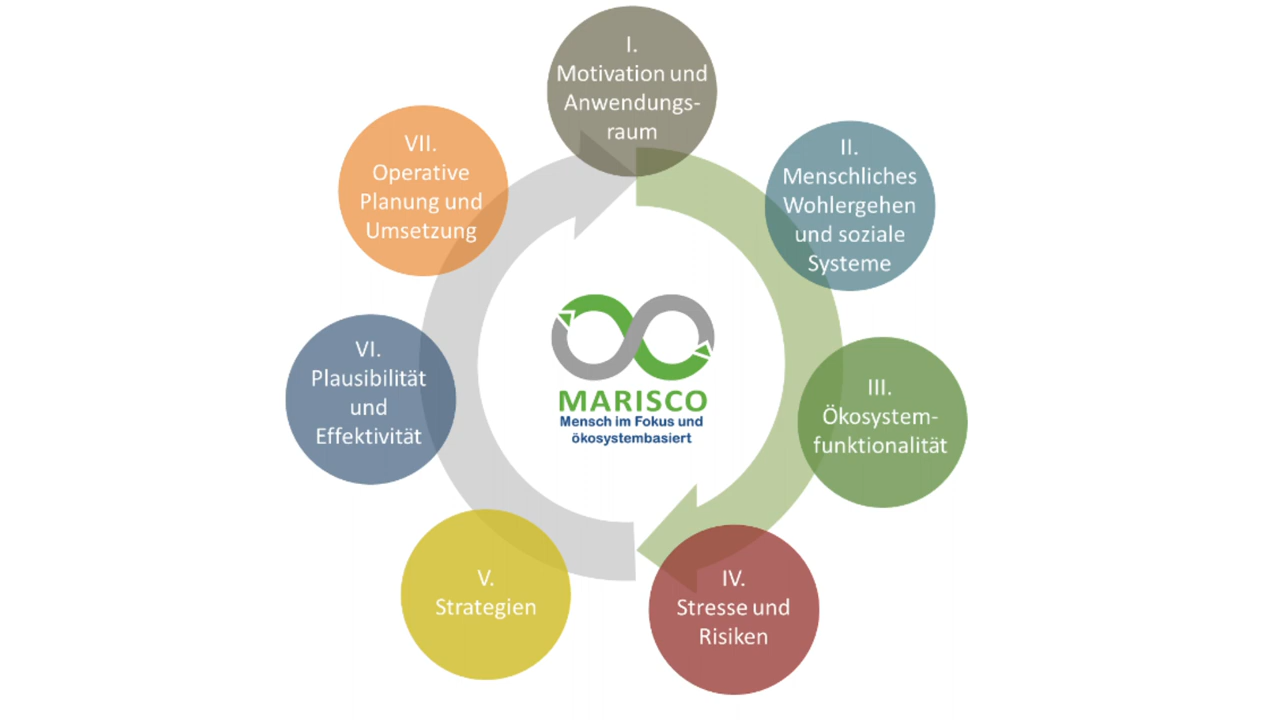 I.
Motivation und
Anwendungs-
raum
II.
Menschliches
Wohlergehen
und soziale
Systeme
III.
Ökosystem-
funktionalität
IV.
Stresse und
Risiken
V.
Strategien
VI.
Plausibilität
und
Effektivität
VII.
Operative
Planung und
Umsetzung
MARISCO
Mensch im Fokus und
ökosystembasiert